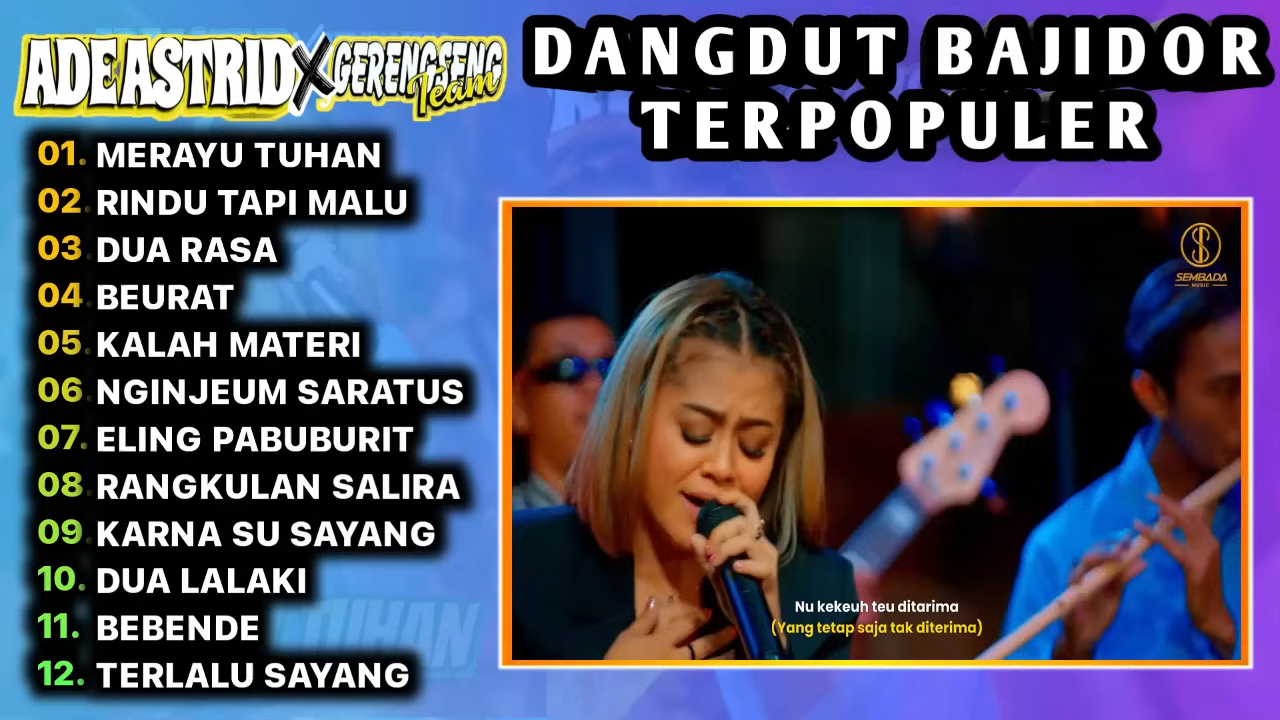 ADE ASTRID X GERENGSENG Team
DANGDUT BAJIDOR
TERPOPULER
01. MERAYU TUHAN
02. RINDU TAPI MALU
03. DUA RASA
04. BEURAT
05. KALAH MATERI
06. NGINJEUM SARATUS
07. ELING PABUBURIT
08. RANGKULAN SALIRA
09. KARNA SU SAYANG
10. DUA LALAKI
11. BEBENDE
12. TERLALU SAYANG
SEMBADA
MUSIC
Nu kekeuh teu ditarima
(Yang tetap saja tak diterima)
TUHAN